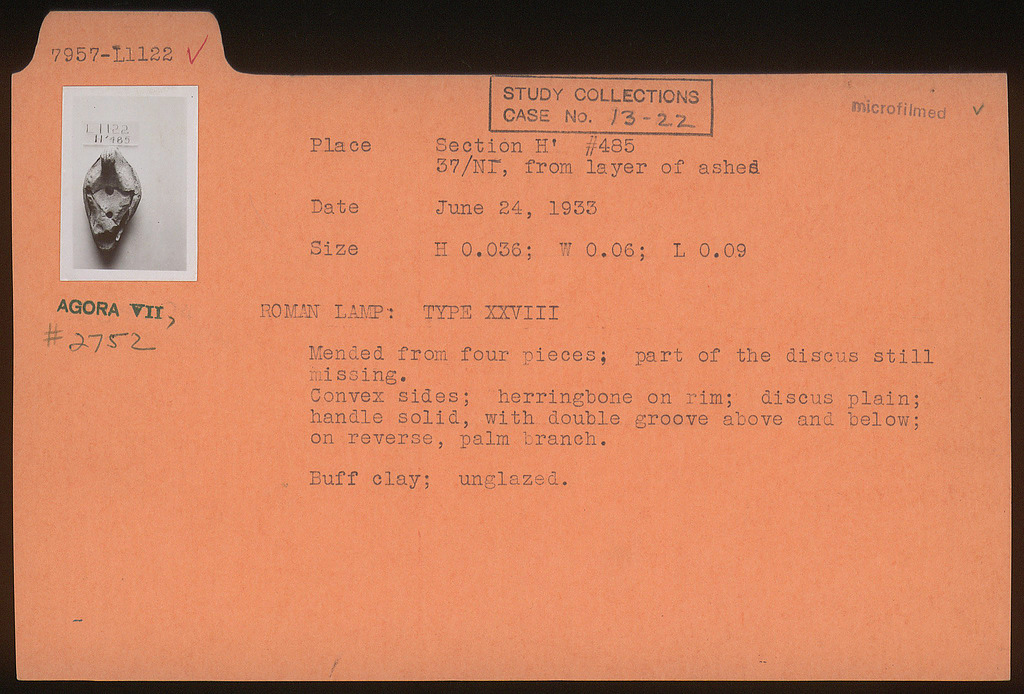 7957-L1122 ✓
STUDY COLLECTIONS
CASE No. 13-22
microfilmed ✓
L 1122
H' 485
Place Section H' #485
37/ΝΓ, from layer of ashes
Date June 24, 1933
Size H 0.036; W 0.06; L 0.09
AGORA VII,
#2752
ROMAN LAMP: TYPE XXVIII
Mended from four pieces; part of the discus still
missing.
Convex sides; herringbone on rim; discus plain;
handle solid, with double groove above and below;
on reverse, palm branch.
Buff clay; unglazed.